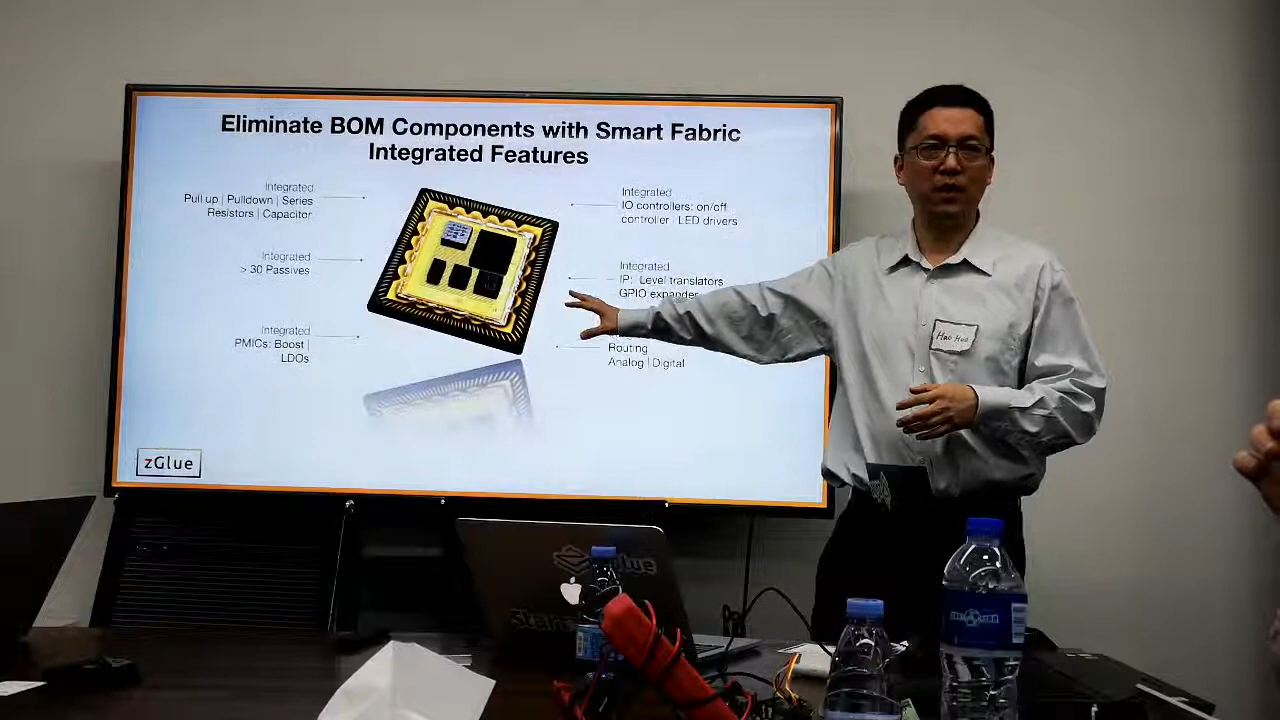 Eliminate BOM Components with Smart Fabric
Integrated Features
Integrated
Pull up | Pulldown | Series
Resistors | Capacitor
Integrated
> 30 Passives
Integrated
PMICs: Boost |
LDOs
Integrated
IO controllers: on/off
controller | LED drivers
Integrated
IP: Level translators
GPIO expander
Routing
Analog | Digital
zGlue
Hao
Glue